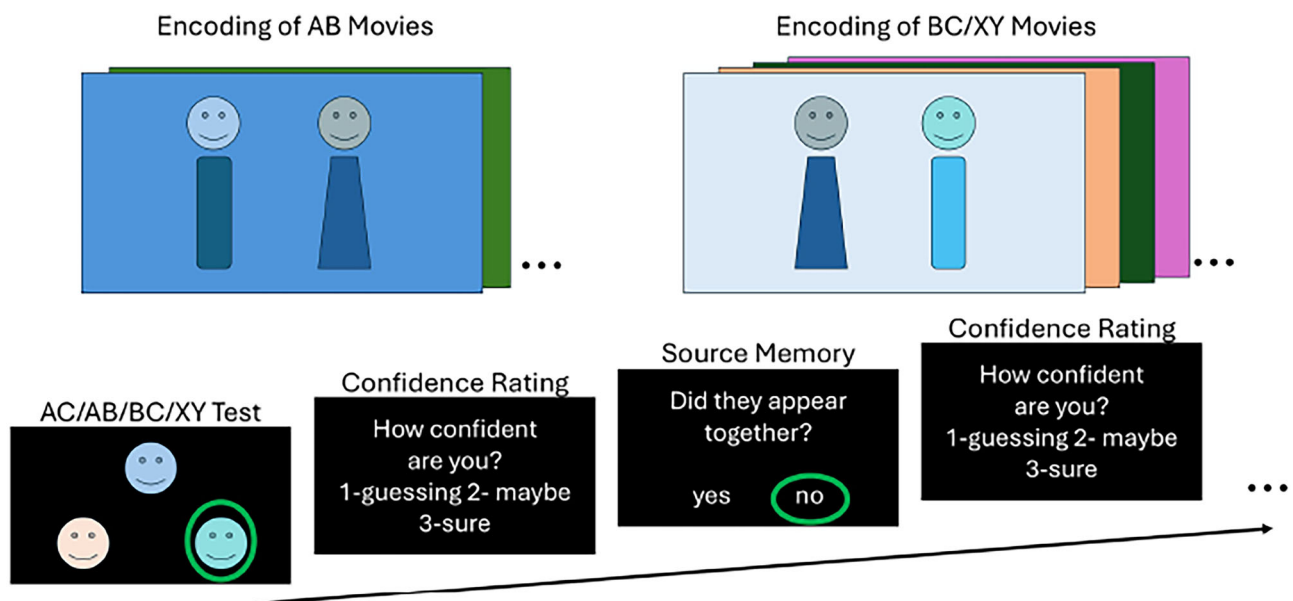 Encoding of AB Movies
Encoding of BC/XY Movies
...
...
AC/AB/BC/XY Test
Confidence Rating
How confident
are you?
1-guessing 2- maybe
3-sure
Source Memory
Did they appear
together?
yes no
Confidence Rating
How confident
are you?
1-guessing 2- maybe
3-sure
...